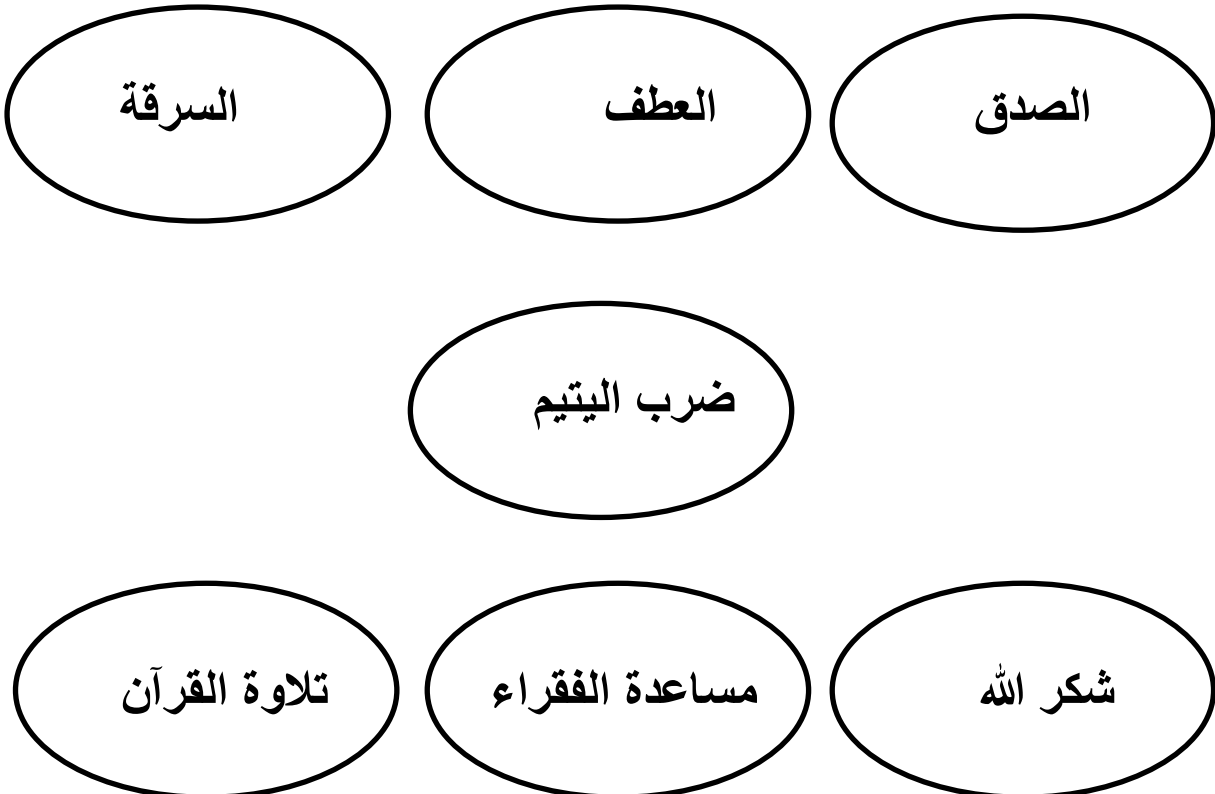 الصدق
العطف
السرقة
ضرب اليتيم
شكر الله
مساعدة الفقراء
تلاوة القرآن